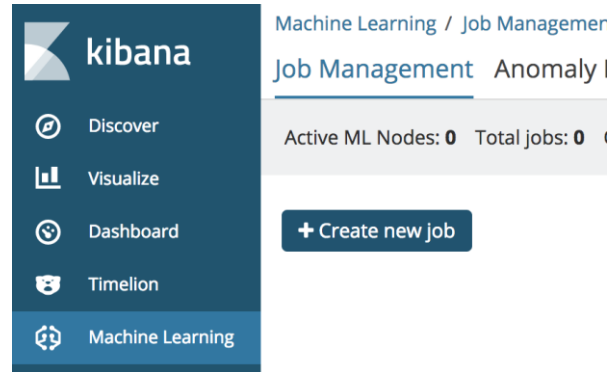 kibana
Discover
Visualize
Dashboard
Timelion
Machine Learning
Machine Learning / Job
Job Management Anomaly
Active ML Nodes: 0 Total jobs: 0
+ Create new job